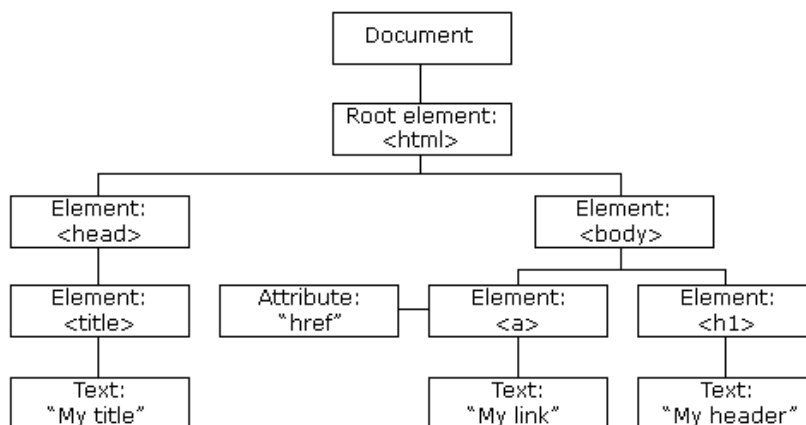 Document
Root element:
<html>
Element:
<head>
Element:
<body>
Element:
<title>
Attribute:
“href”
Element:
<a>
Element:
<h1>
Text:
“My title”
Text:
“My link”
Text:
“My header”